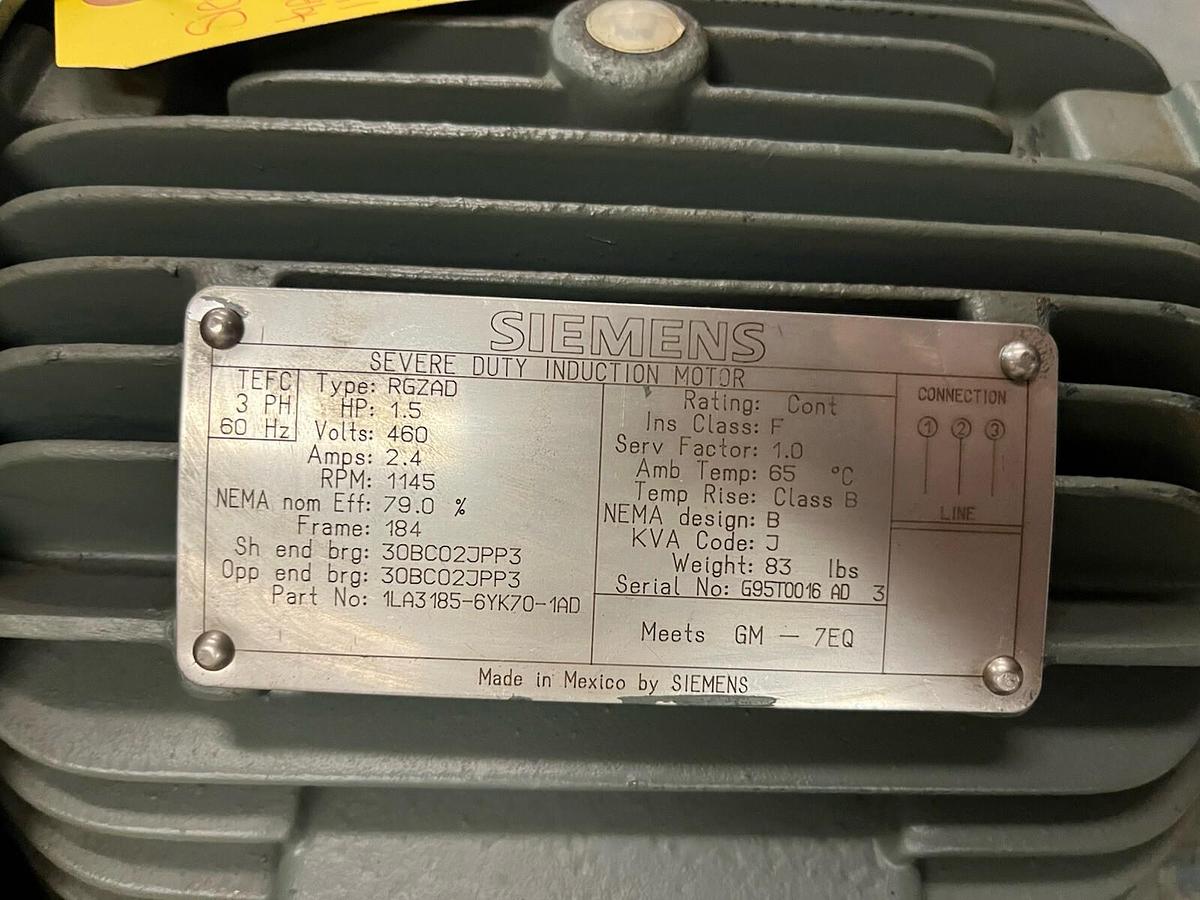 SIEMENS
SEVERE DUTY INDUCTION MOTOR
TEFC
3 PH
60 Hz
Type: RGZAD
HP: 1.5
Volts: 460
Amps: 2.4
RPM: 1145
NEMA nom Eff: 79.0 %
Frame: 184
Sh end brg: 30BC02JPP3
Opp end brg: 30BC02JPP3
Part No: 1LA3185-6YK70-1AD
Rating: Cont
Ins Class: F
Serv Factor: 1.0
Amb Temp: 65 °C
Temp Rise: Class B
NEMA design: B
KVA Code: J
Weight: 83 lbs
Serial No: G95T0016 AD 3
Meets GM - 7EQ
CONNECTION
1 2 3
LINE
Made in Mexico by SIEMENS